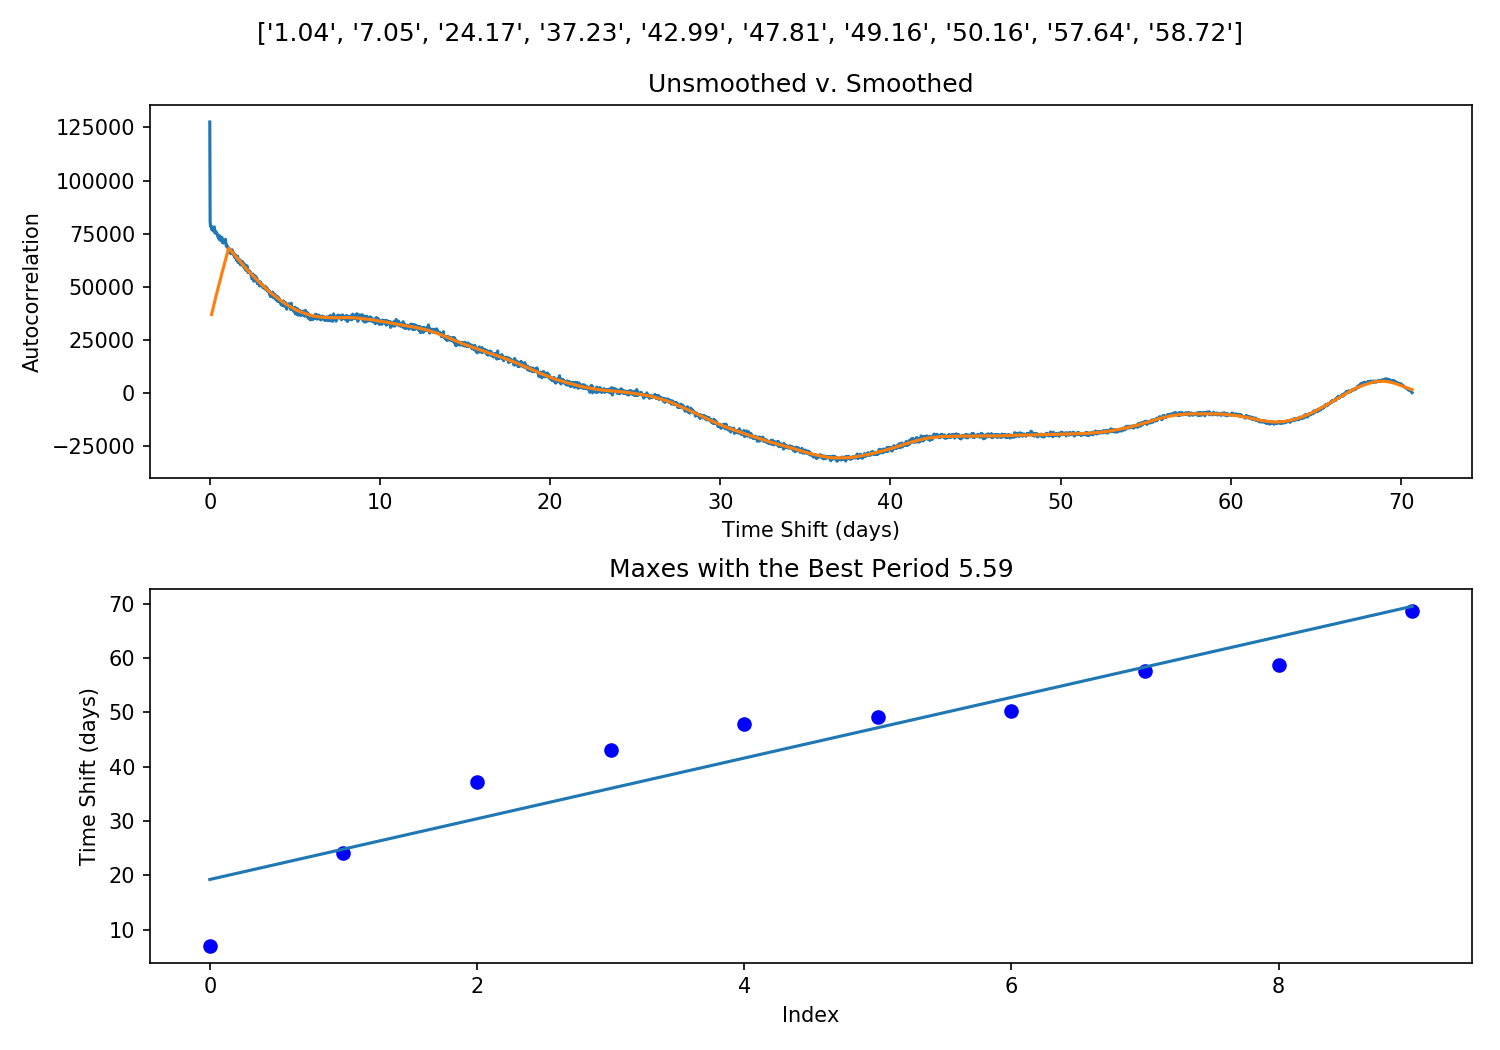 ['1.04', '7.05', '24.17', '37.23', '42.99', '47.81', '49.16', '50.16', '57.64', '58.72']
Unsmoothed v. Smoothed
125000
100000
75000
50000
25000
0
−25000
Autocorrelation
0 10 20 30 40 50 60 70
Time Shift (days)
Maxes with the Best Period 5.59
70
60
50
40
30
20
10
Time Shift (days)
0 2 4 6 8
Index